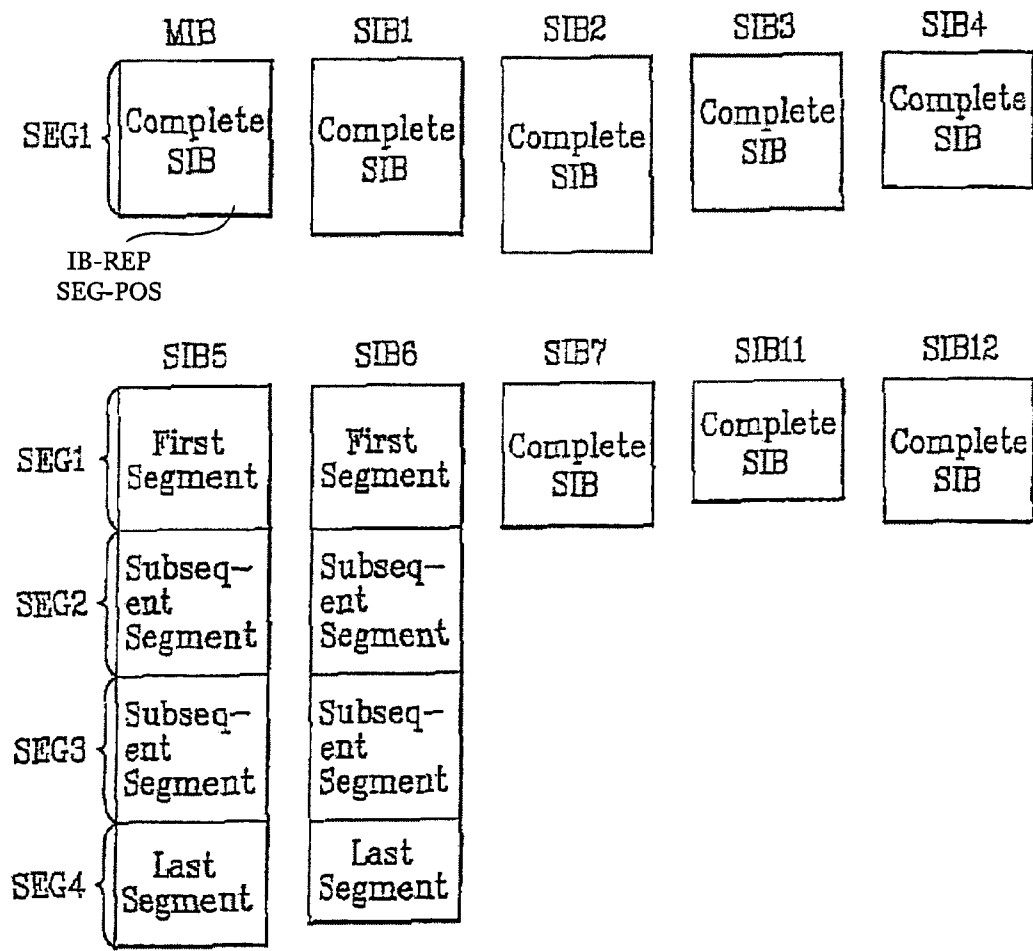 MIB SIB1 SIB2 SIB3 SIB4
SEG1
Complete
SIB
Complete
SIB
Complete
SIB
Complete
SIB
Complete
SIB
IB-REP
SEG-POS
SIB5 SIB6 SIB7 SIB11 SIB12
SEG1
First
Segment
First
Segment
Complete
SIB
Complete
SIB
Complete
SIB
SEG2
Subseq-
ent
Segment
Subseq-
ent
Segment
SEG3
Subseq-
ent
Segment
Subseq-
ent
Segment
SEG4
Last
Segment
Last
Segment